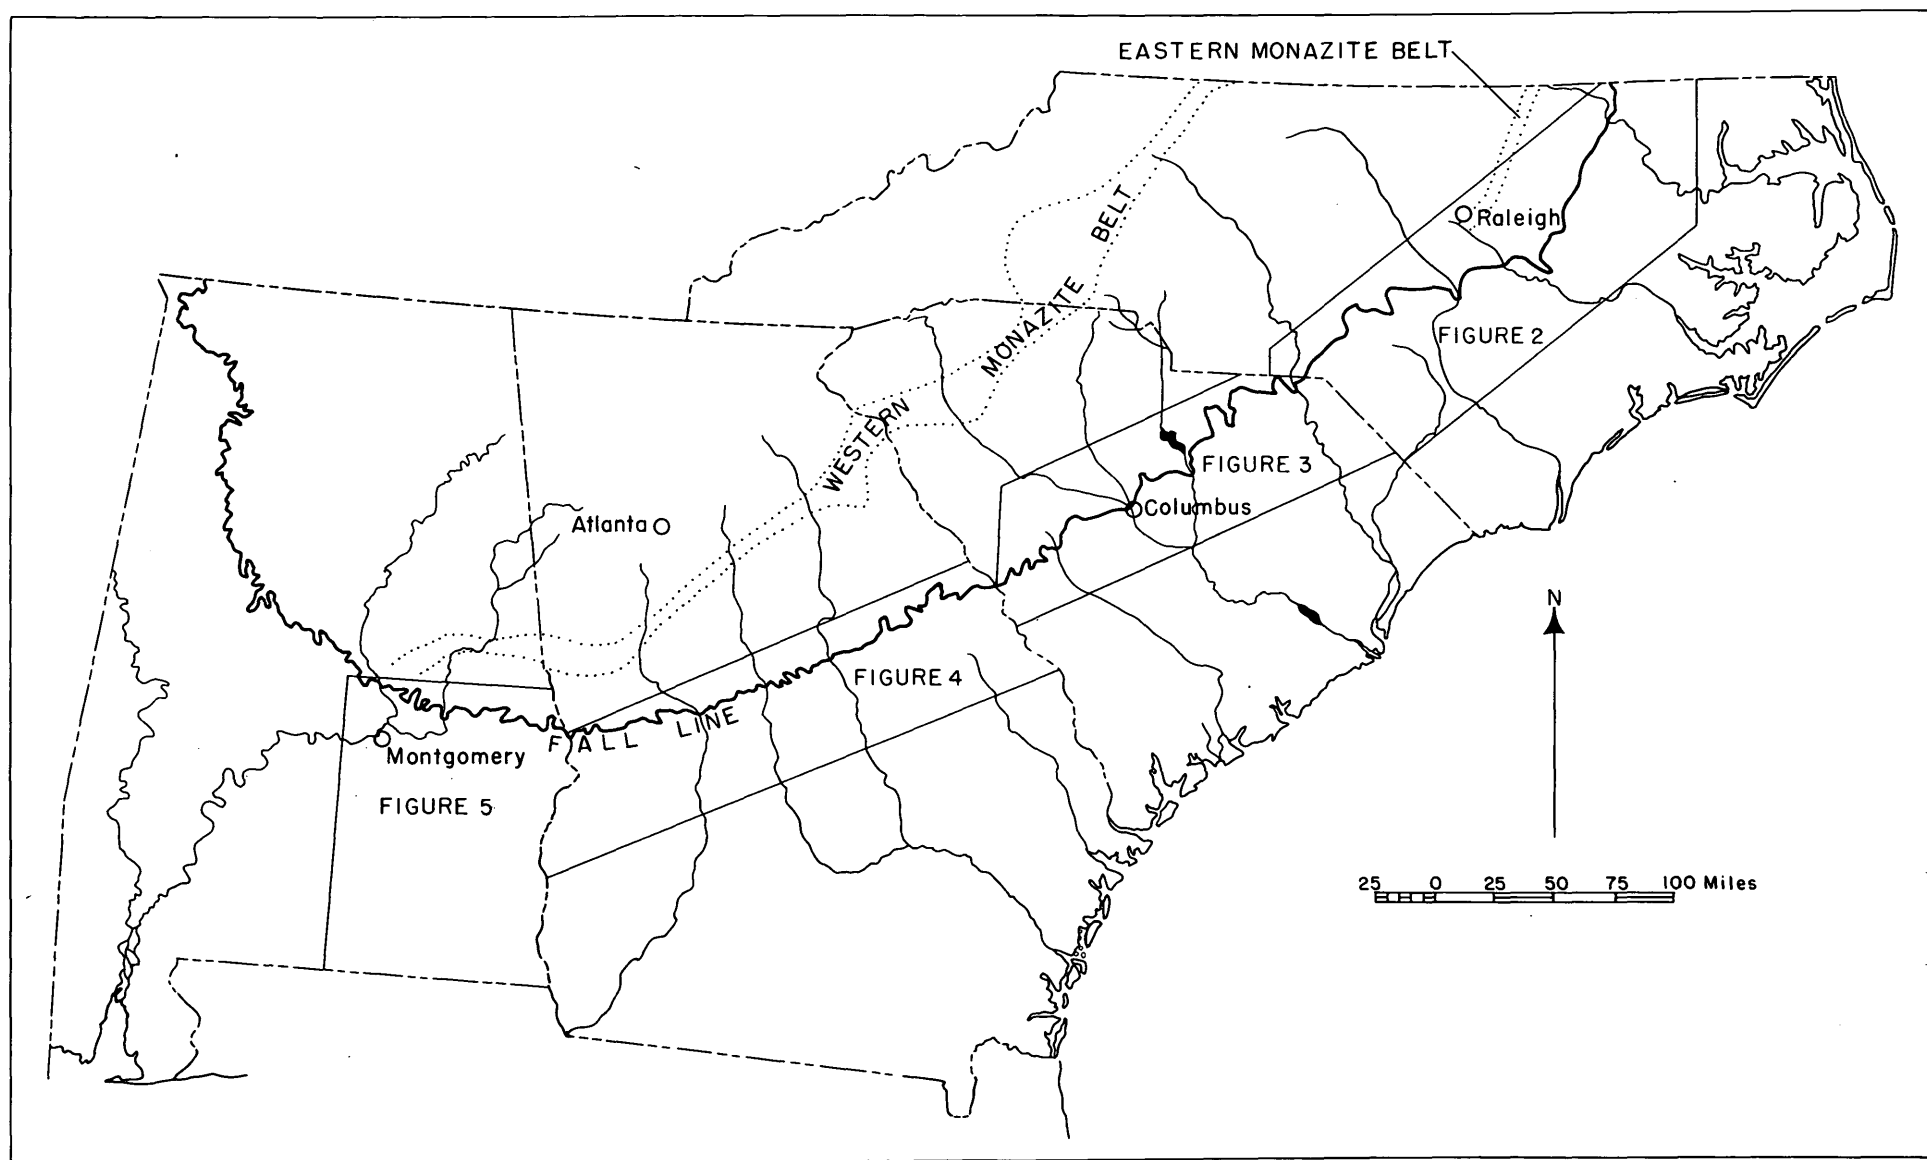 EASTERN MONAZITE BELT
WESTERN MONAZITE BELT
Raleigh
FIGURE 2
FIGURE 3
Columbus
Atlanta
FIGURE 4
FALL LINE
Montgomery
FIGURE 5
N
25 0 25 50 75 100 Miles